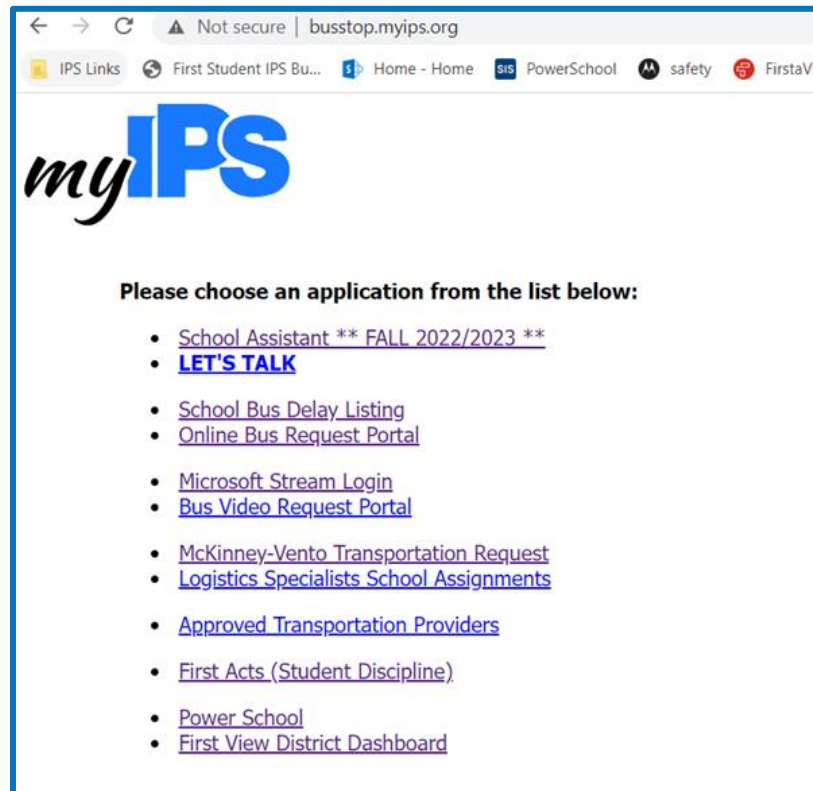 Not secure | busstop.myips.org
IPS Links First Student IPS Bu... Home - Home SIS PowerSchool safety FirstaVi
myIPS
Please choose an application from the list below:
• School Assistant ** FALL 2022/2023 **
• LET'S TALK
• School Bus Delay Listing
• Online Bus Request Portal
• Microsoft Stream Login
• Bus Video Request Portal
• McKinney-Vento Transportation Request
• Logistics Specialists School Assignments
• Approved Transportation Providers
• First Acts (Student Discipline)
• Power School
• First View District Dashboard